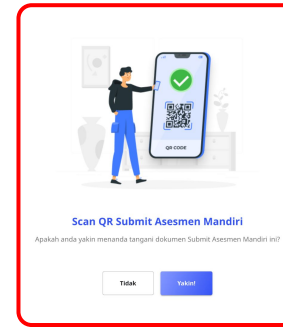 QR CODE
Scan QR Submit Asesmen Mandiri
Apakah anda yakin menanda tangani dokumen Submit Asesmen Mandiri ini?
Tidak
Yakin!